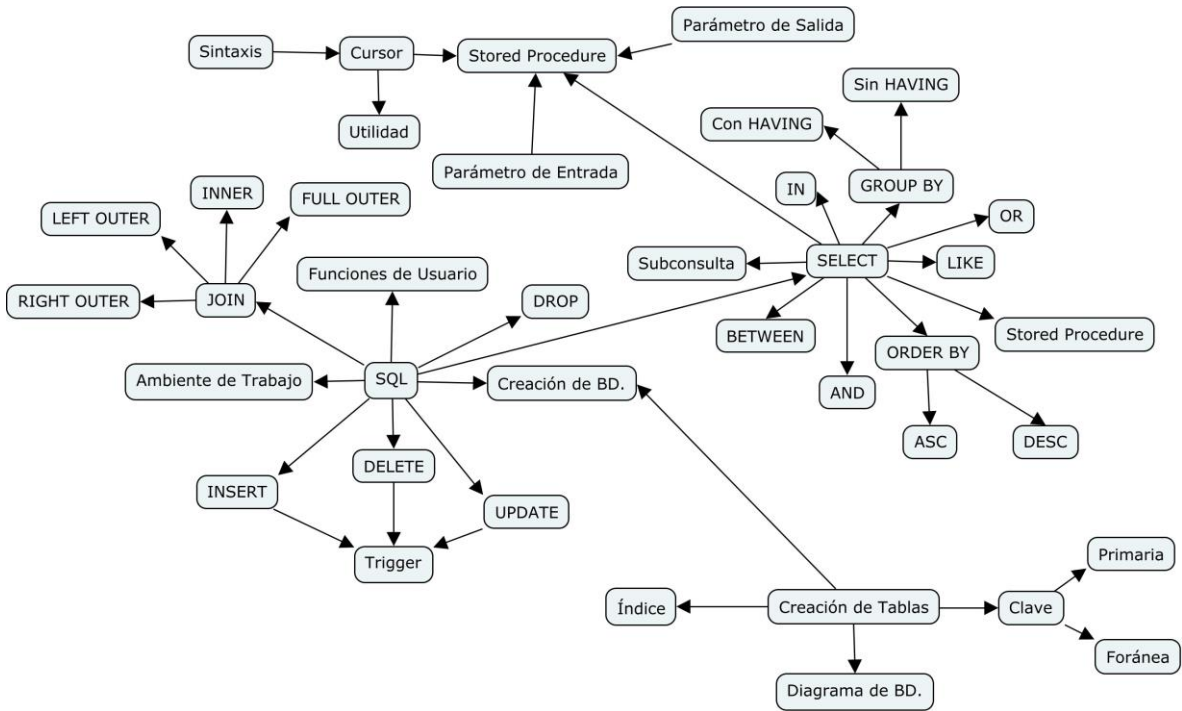 Parámetro de Salida
Sintaxis
Cursor
Stored Procedure
Sin HAVING
Con HAVING
Utilidad
Parámetro de Entrada
INNER
FULL OUTER
IN
GROUP BY
LEFT OUTER
OR
Funciones de Usuario
Subconsulta
SELECT
LIKE
RIGHT OUTER
JOIN
DROP
BETWEEN
Stored Procedure
ORDER BY
Ambiente de Trabajo
SQL
Creación de BD.
AND
ASC
DESC
DELETE
INSERT
UPDATE
Trigger
Primaria
Índice
Creación de Tablas
Clave
Foránea
Diagrama de BD.